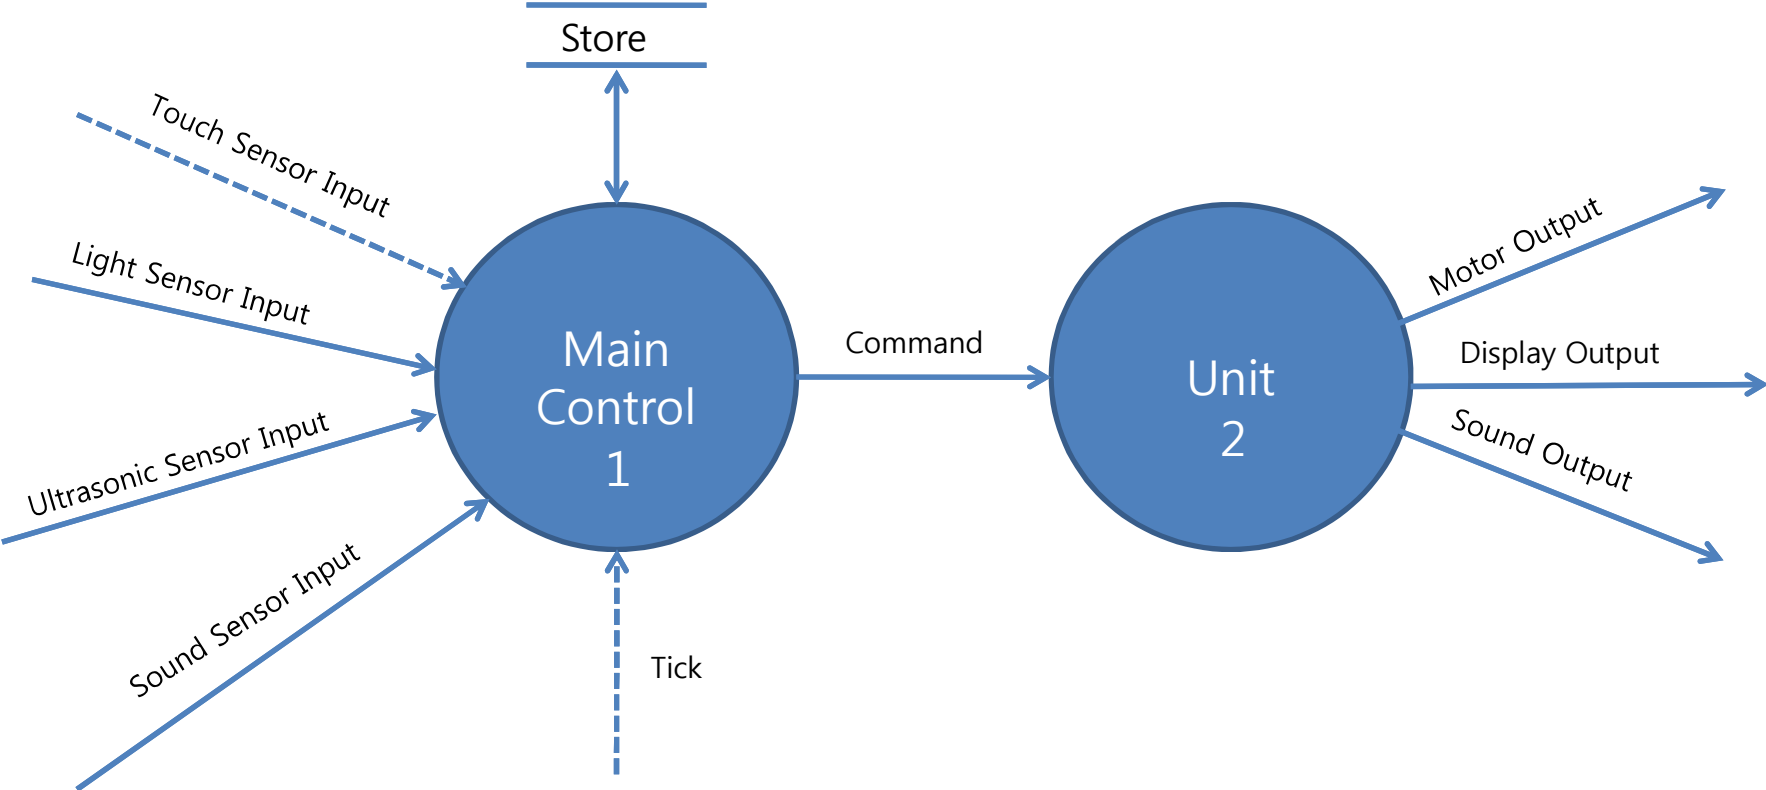 Store
Touch Sensor Input
Light Sensor Input
Ultrasonic Sensor Input
Sound Sensor Input
Tick
Main
Control
1
Command
Unit
2
Motor Output
Display Output
Sound Output